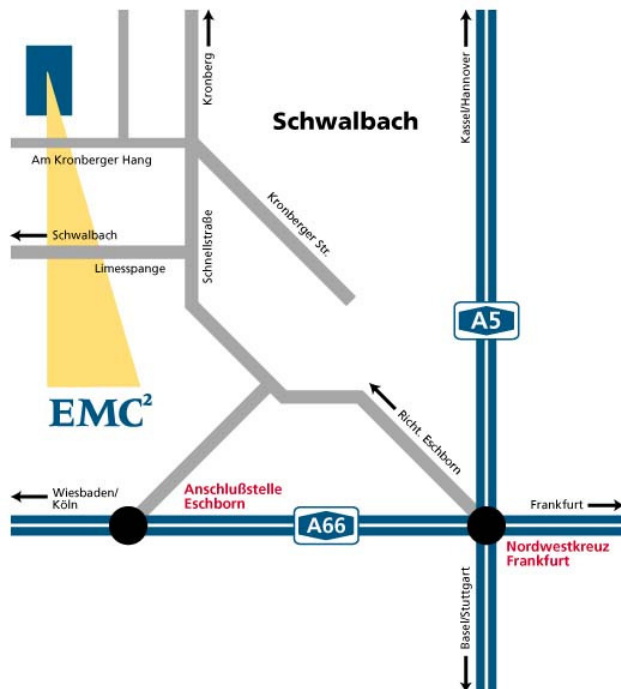 Kronberg
Kassel/Hannover
Schwalbach
Am Kronberger Hang
Kronberger Str.
Schwalbach
Schnellstraße
Limesspange
A5
EMC²
Richt. Eschborn
Wiesbaden/
Köln
Anschlußstelle
Eschborn
A66
Frankfurt
Nordwestkreuz
Frankfurt
Basel/Stuttgart